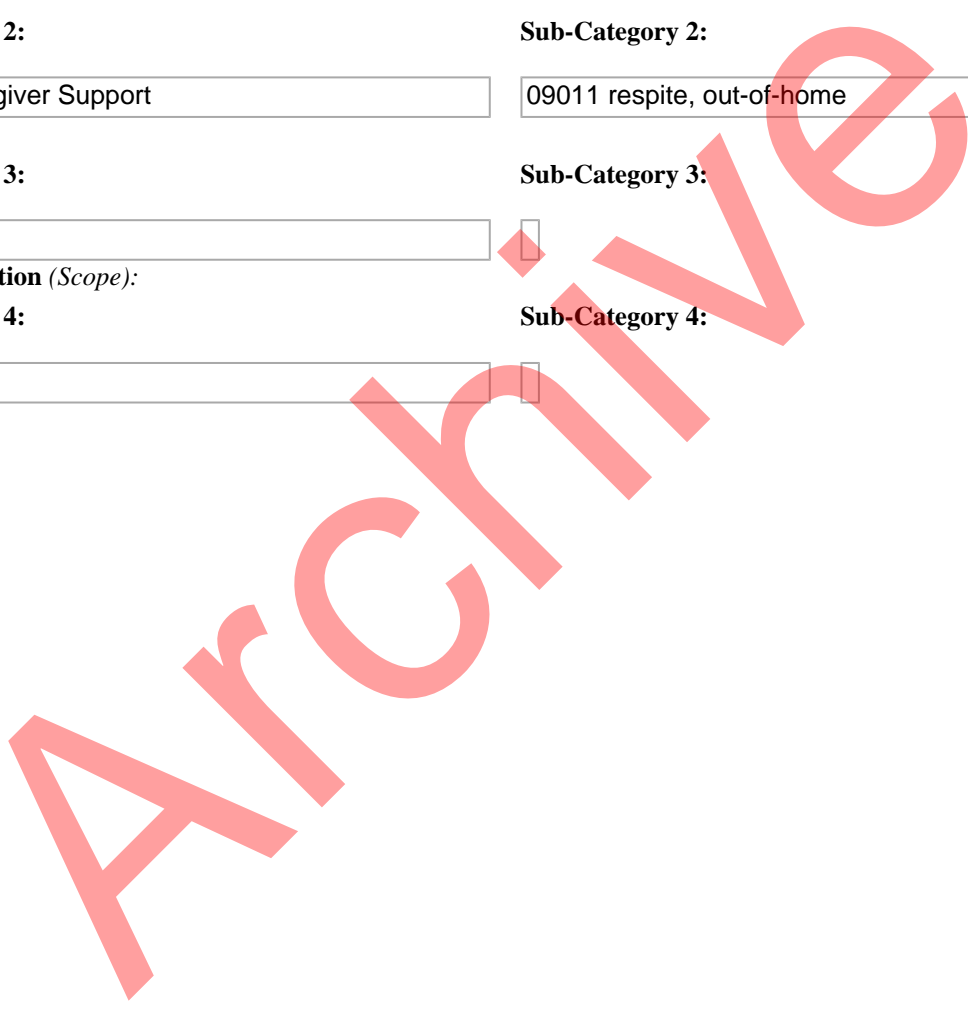 2: Sub-Category 2:
giver Support 09011 respite, out-of-home
3: Sub-Category 3:
tion (Scope):
4: Sub-Category 4:
Archive